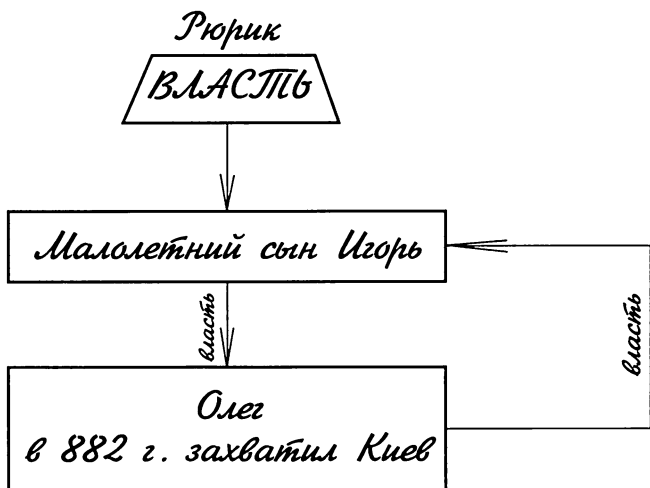 Рюрик
ВЛАСТЬ
Малолетний сын Игорь
власть
власть
Олег
в 882 г. захватил Киев